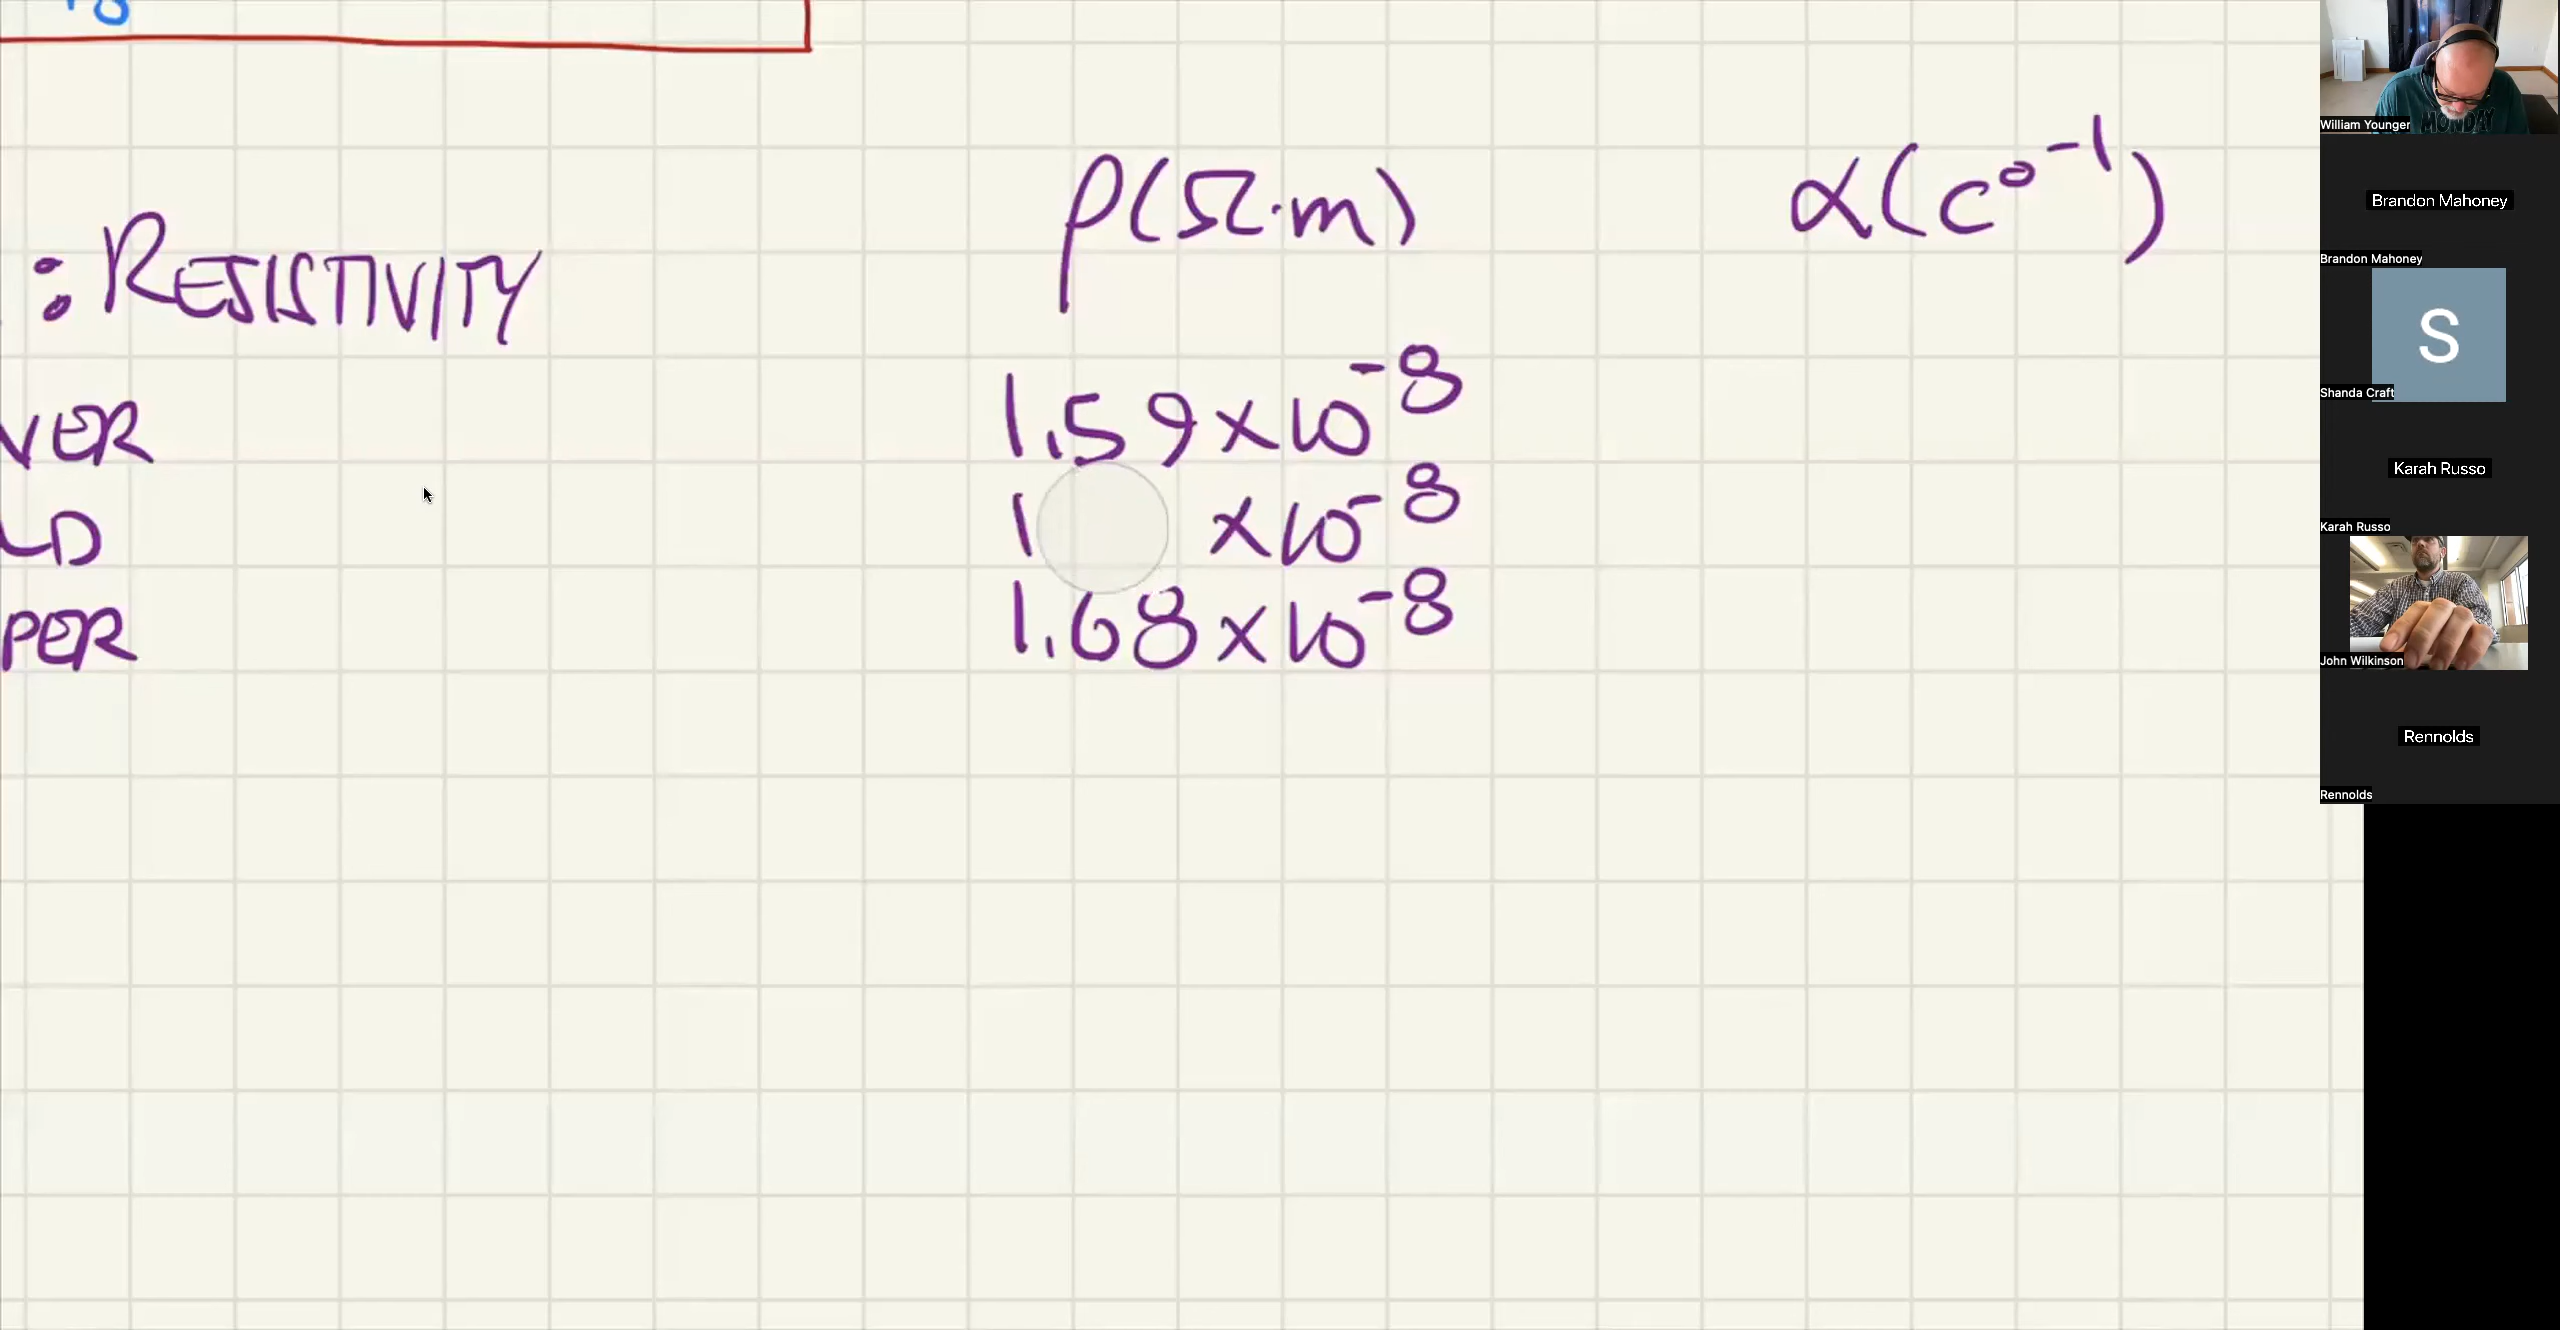 : RESISTIVITY ρ(Ω·m) α(C°⁻¹)
VER 1.59×10⁻⁸
LD 1 ×10⁻⁸
PER 1.68×10⁻⁸
William Younger
MONDAY
Brandon Mahoney
Brandon Mahoney
S
Shanda Craft
Karah Russo
Karah Russo
John Wilkinson
Rennolds
Rennolds